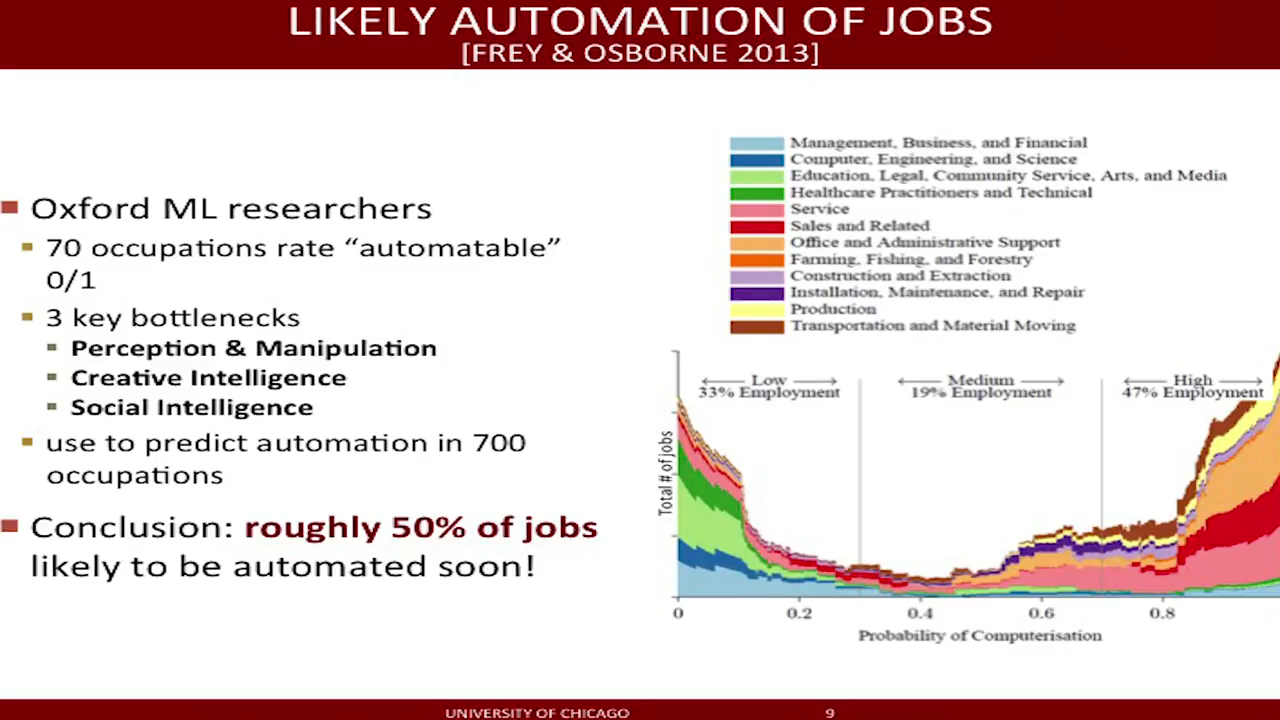 LIKELY AUTOMATION OF JOBS
[FREY & OSBORNE 2013]
Oxford ML researchers
70 occupations rate “automatable”
0/1
3 key bottlenecks
Perception & Manipulation
Creative Intelligence
Social Intelligence
use to predict automation in 700
occupations
Conclusion: roughly 50% of jobs
likely to be automated soon!
Management, Business, and Financial
Computer, Engineering, and Science
Education, Legal, Community Service, Arts, and Media
Healthcare Practitioners and Technical
Service
Sales and Related
Office and Administrative Support
Farming, Fishing, and Forestry
Construction and Extraction
Installation, Maintenance, and Repair
Production
Transportation and Material Moving
Low
33% Employment
Medium
19% Employment
High
47% Employment
Total # of jobs
0 0.2 0.4 0.6 0.8
Probability of Computerisation
UNIVERSITY OF CHICAGO 9